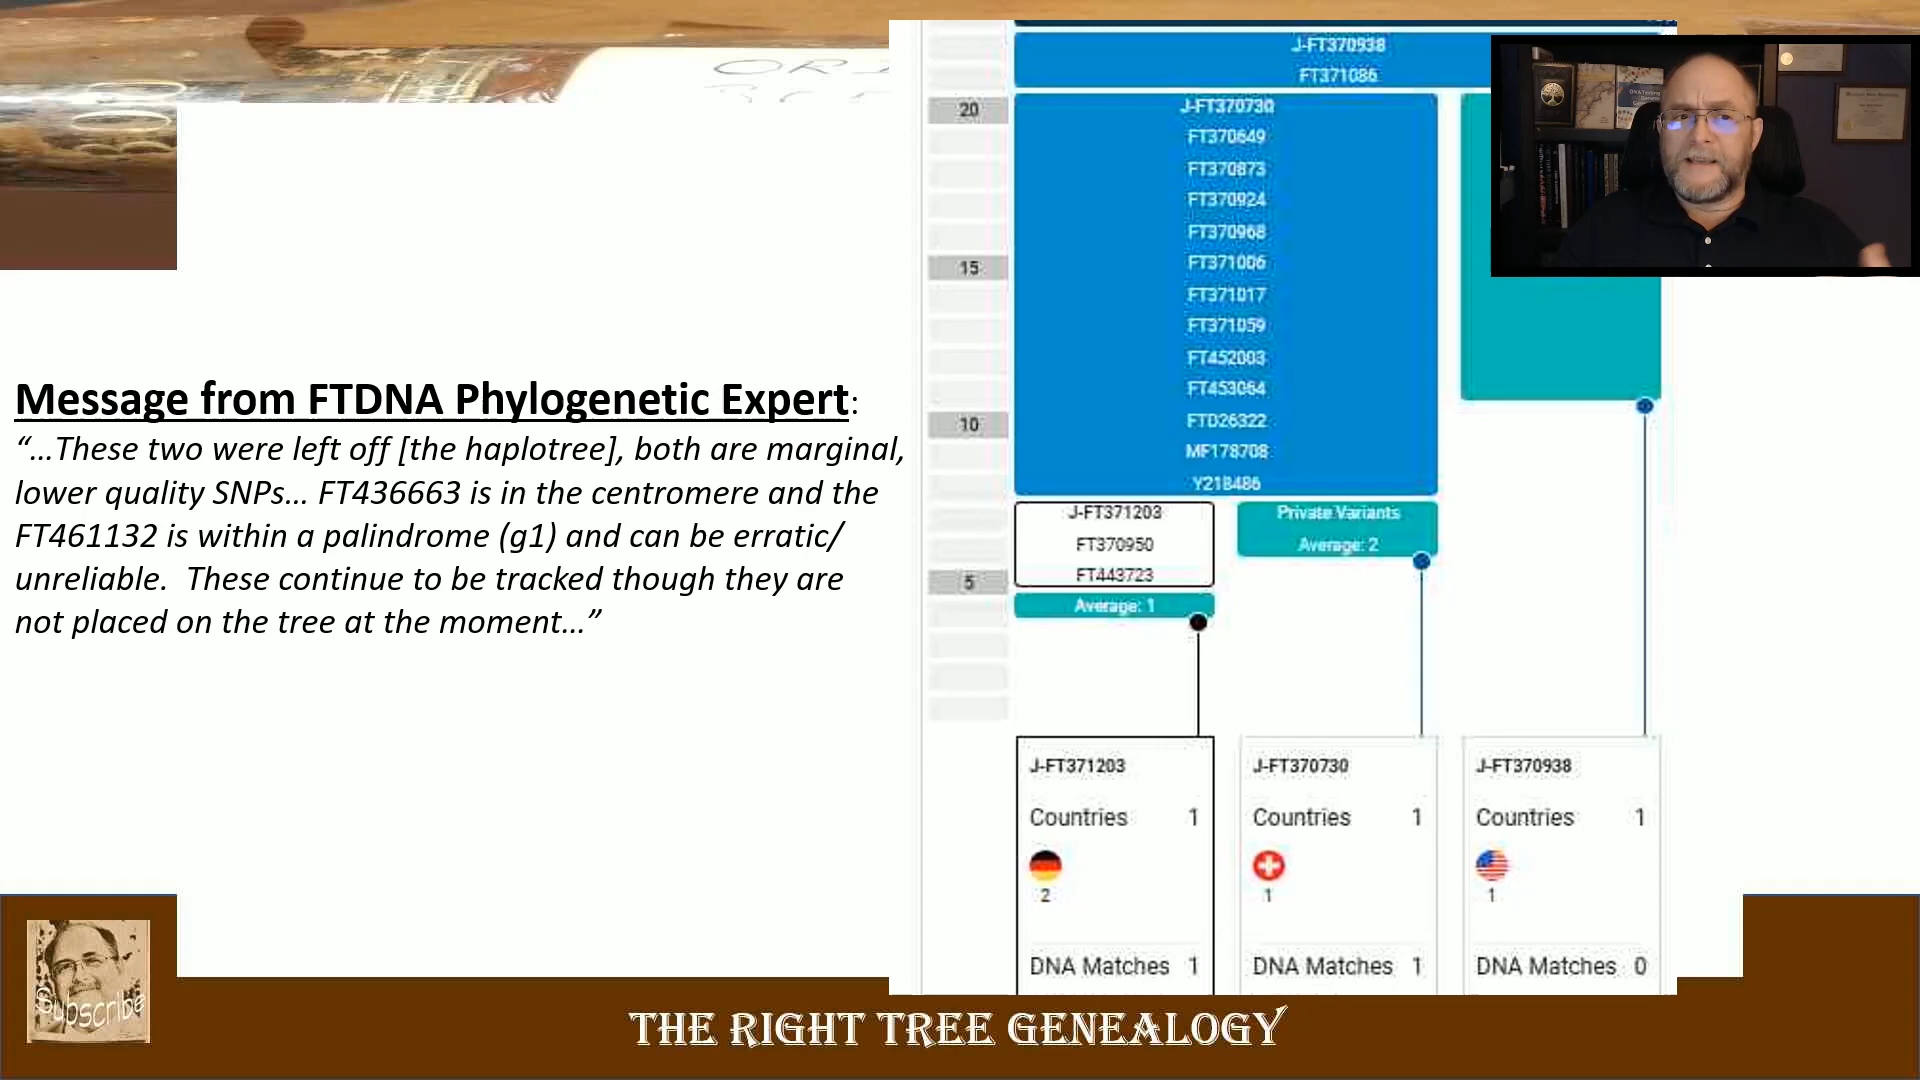 J-FT370938
FT371086
20
J-FT370730
FT370649
FT370873
FT370924
FT370968
15
FT371006
FT371017
FT371059
FT452003
FT453064
10
FTD26322
MF178708
Y218486
J-FT371203
FT370950
FT443723
5
Average: 1
Private Variants
Average: 2
Message from FTDNA Phylogenetic Expert:
“…These two were left off [the haplotree], both are marginal,
lower quality SNPs… FT436663 is in the centromere and the
FT461132 is within a palindrome (g1) and can be erratic/
unreliable.  These continue to be tracked though they are
not placed on the tree at the moment…”
J-FT371203
Countries 1
2
DNA Matches 1
J-FT370730
Countries 1
1
DNA Matches 1
J-FT370938
Countries 1
1
DNA Matches 0
Subscribe
THE RIGHT TREE GENEALOGY